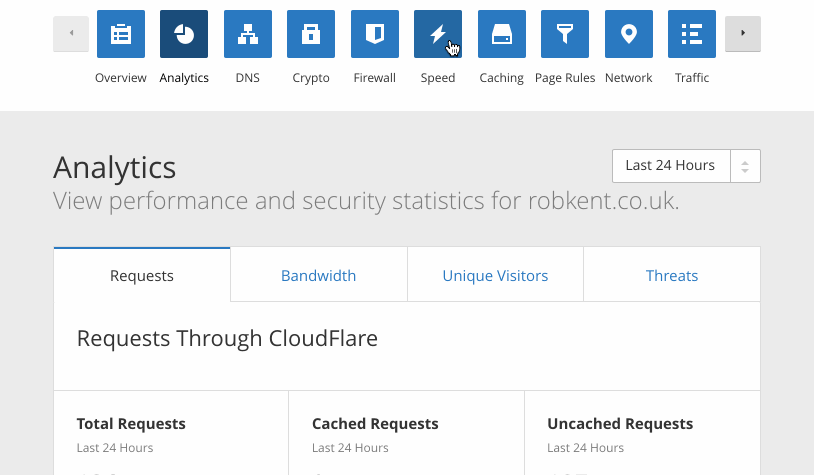 Overview Analytics DNS Crypto Firewall Speed Caching Page Rules Network Traffic
Analytics
Last 24 Hours
View performance and security statistics for robkent.co.uk.
Requests Bandwidth Unique Visitors Threats
Requests Through CloudFlare
Total Requests Cached Requests Uncached Requests
Last 24 Hours Last 24 Hours Last 24 Hours